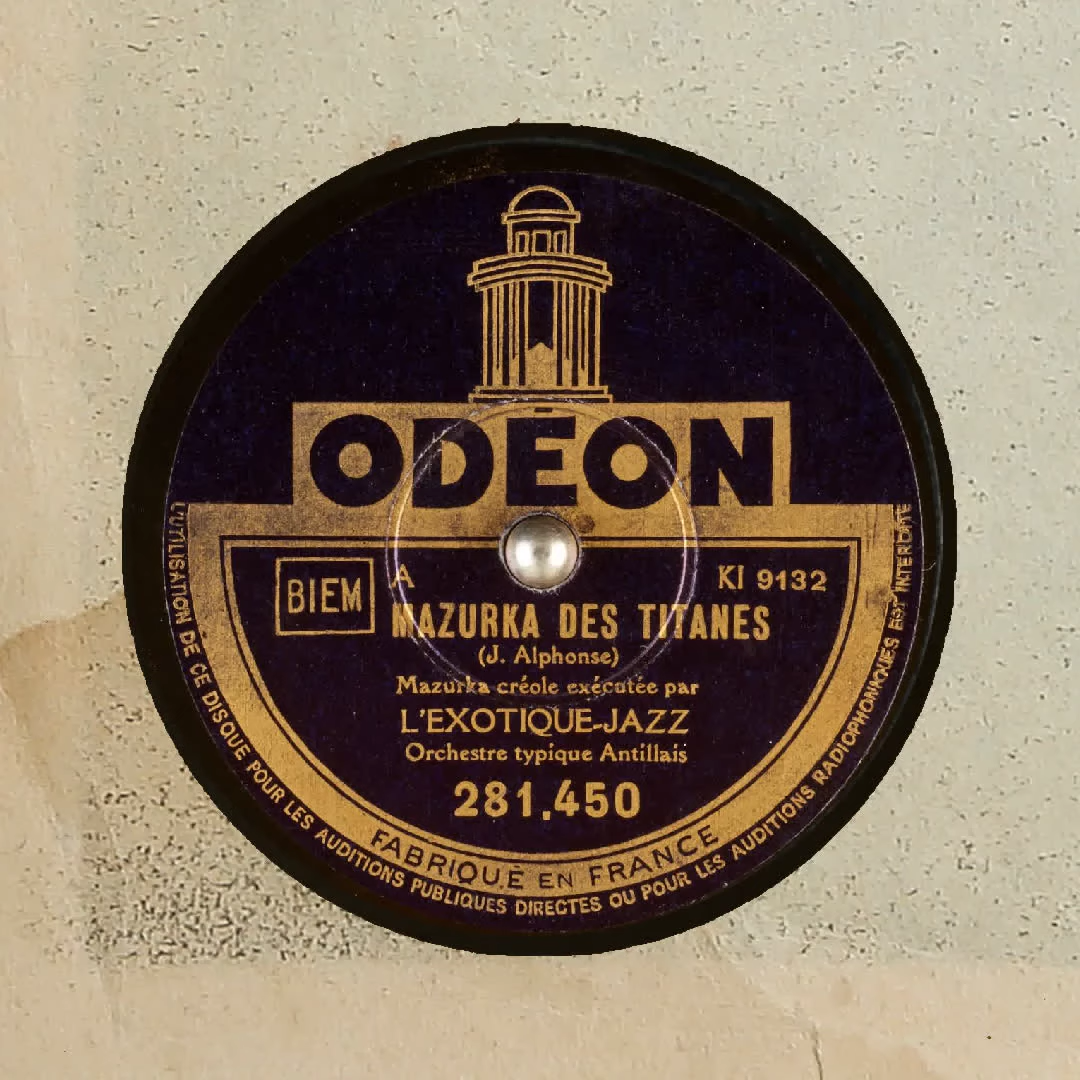 ODEON
BIEM
A
KI 9132
MAZURKA DES TITANES
(J. Alphonse)
Mazurka créole exécutée par
L'EXOTIQUE-JAZZ
Orchestre typique Antillais
281.450
FABRIQUÉ EN FRANCE
L'UTILISATION DE CE DISQUE POUR LES AUDITIONS PUBLIQUES DIRECTES OU POUR LES AUDITIONS RADIOPHONIQUES EST INTERDITE